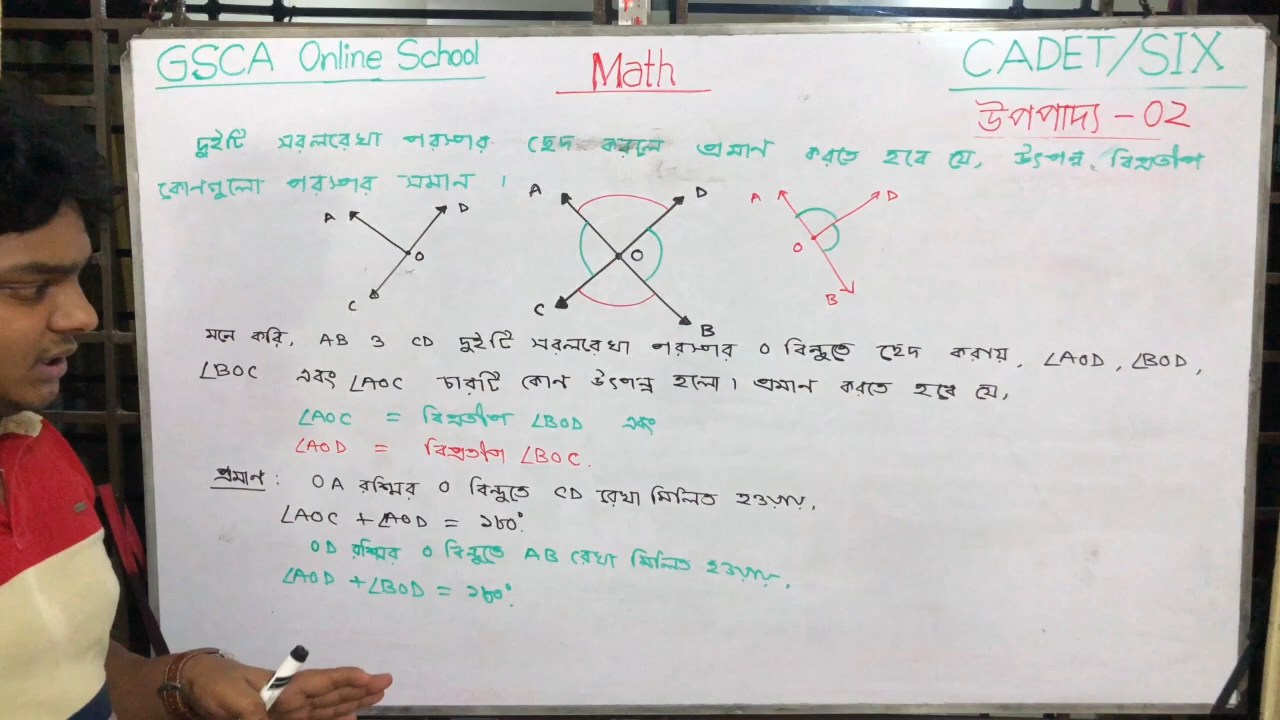 GSCA Online School
Math
CADET/SIX
উপপাদ্য - 02
দুইটি সরলরেখা পরস্পর ছেদ করলে প্রমান করতে হবে যে, উৎপন্ন বিপ্রতীপ
কোনগুলো পরস্পর সমান ।
A D O C
A D O C B
A D O B
মনে করি, AB ও CD দুইটি সরলরেখা পরস্পর O বিন্দুতে ছেদ করায়, ∠AOD, ∠BOD,
∠BOC এবং ∠AOC চারটি কোন উৎপন্ন হলো। প্রমান করতে হবে যে,
∠AOC = বিপ্রতীপ ∠BOD এবং
∠AOD = বিপ্রতীপ ∠BOC.
প্রমান: OA রশ্মির O বিন্দুতে CD রেখা মিলিত হওয়ায়,
∠AOC + ∠AOD = ১৮০°
OD রশ্মির O বিন্দুতে AB রেখা মিলিত হওয়ায়,
∠AOD + ∠BOD = ১৮০°